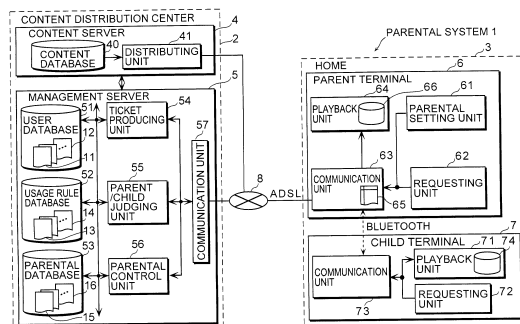 CONTENT DISTRIBUTION CENTER
4
CONTENT SERVER
40
41
2
CONTENT DATABASE
DISTRIBUTING UNIT
5
MANAGEMENT SERVER
51
USER DATABASE
12
11
TICKET PRODUCING UNIT
54
57
52
USAGE RULE DATABASE
14
13
55
PARENT /CHILD JUDGING UNIT
COMMUNICATION UNIT
53
PARENTAL DATABASE
16
15
56
PARENTAL CONTROL UNIT
8
ADSL
PARENTAL SYSTEM 1
3
HOME
6
PARENT TERMINAL
64
66
61
PLAYBACK UNIT
PARENTAL SETTING UNIT
63
62
COMMUNICATION UNIT
65
REQUESTING UNIT
BLUETOOTH
7
CHILD TERMINAL
71
74
PLAYBACK UNIT
COMMUNICATION UNIT
73
72
REQUESTING UNIT